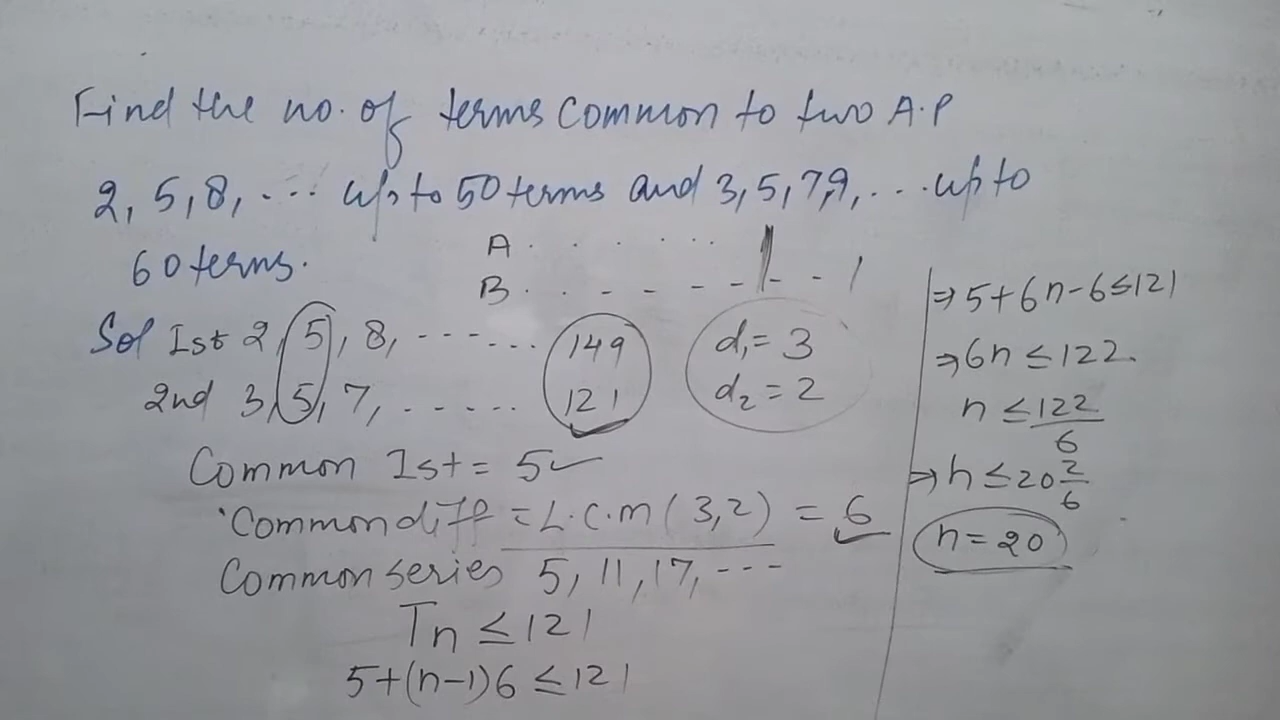 Find the no. of terms common to two A.P
2, 5, 8, ... up to 50 terms and 3, 5, 7, 9, ... up to
60 terms.
A . . . . . . .
B . . . - - - - - - /
Sol Ist 2, 5, 8, ------... 149
2nd 3, 5, 7, ...... 121
d₁ = 3
d₂ = 2
Common Ist = 5 ✓
Common diff = L.C.m (3, 2) = 6
Common series 5, 11, 17, ---
Tn ≤ 121
5+(n-1)6 ≤ 121
⇒ 5+6n-6 ≤ 121
⇒ 6n ≤ 122.
n ≤ 122/6
⇒ n ≤ 20 2/6
n = 20